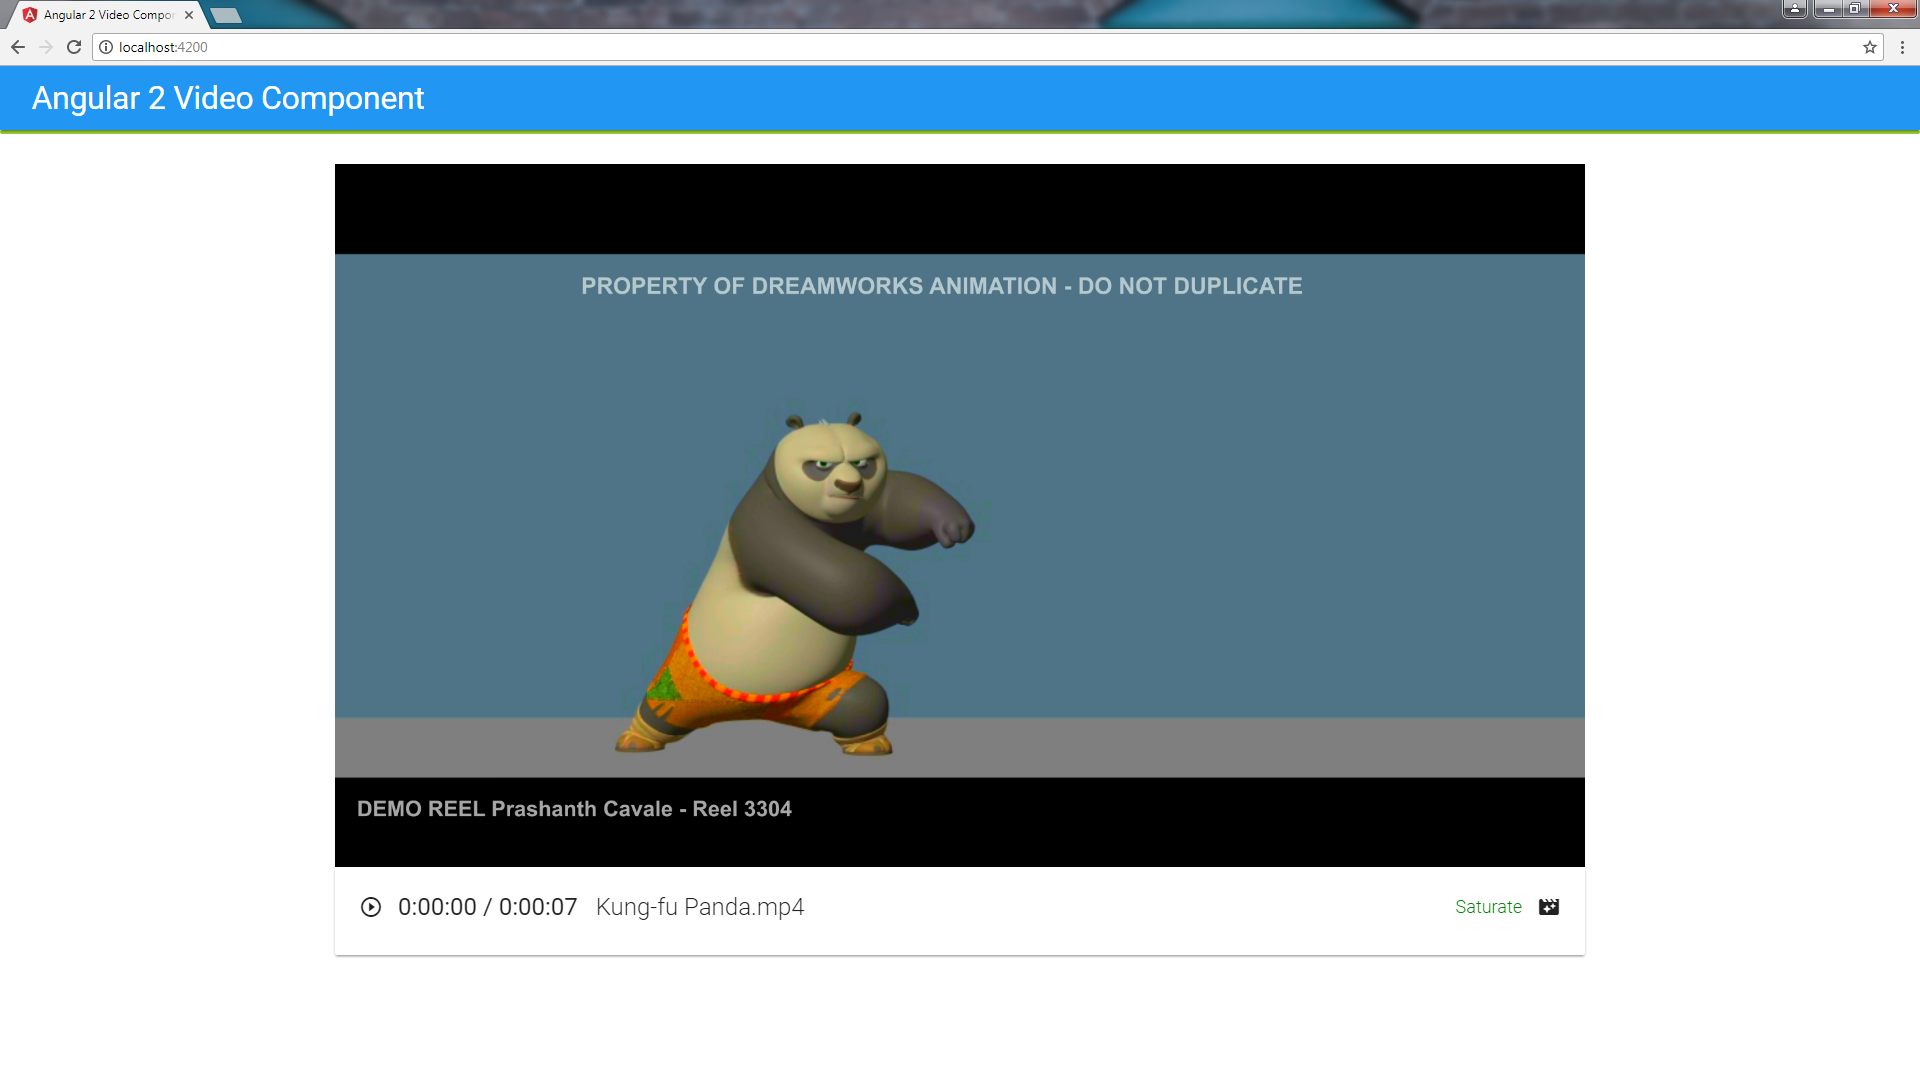 Angular 2 Video Compor
localhost:4200
Angular 2 Video Component
PROPERTY OF DREAMWORKS ANIMATION - DO NOT DUPLICATE
DEMO REEL Prashanth Cavale - Reel 3304
0:00:00 / 0:00:07 Kung-fu Panda.mp4 Saturate